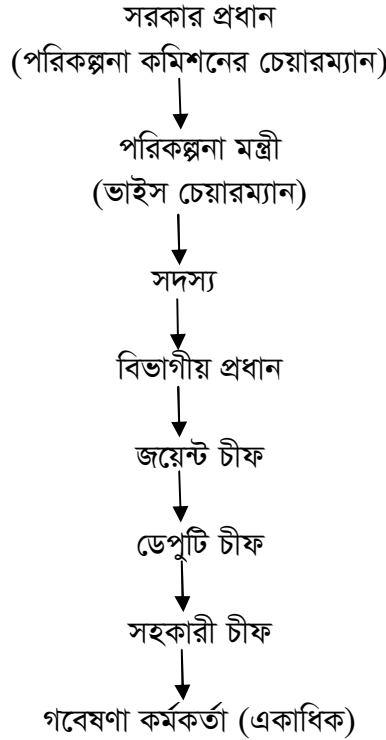 সরকার প্রধান
(পরিকল্পনা কমিশনের চেয়ারম্যান)
পরিকল্পনা মন্ত্রী
(ভাইস চেয়ারম্যান)
সদস্য
বিভাগীয় প্রধান
জয়েন্ট চীফ
ডেপুটি চীফ
সহকারী চীফ
গবেষণা কর্মকর্তা (একাধিক)